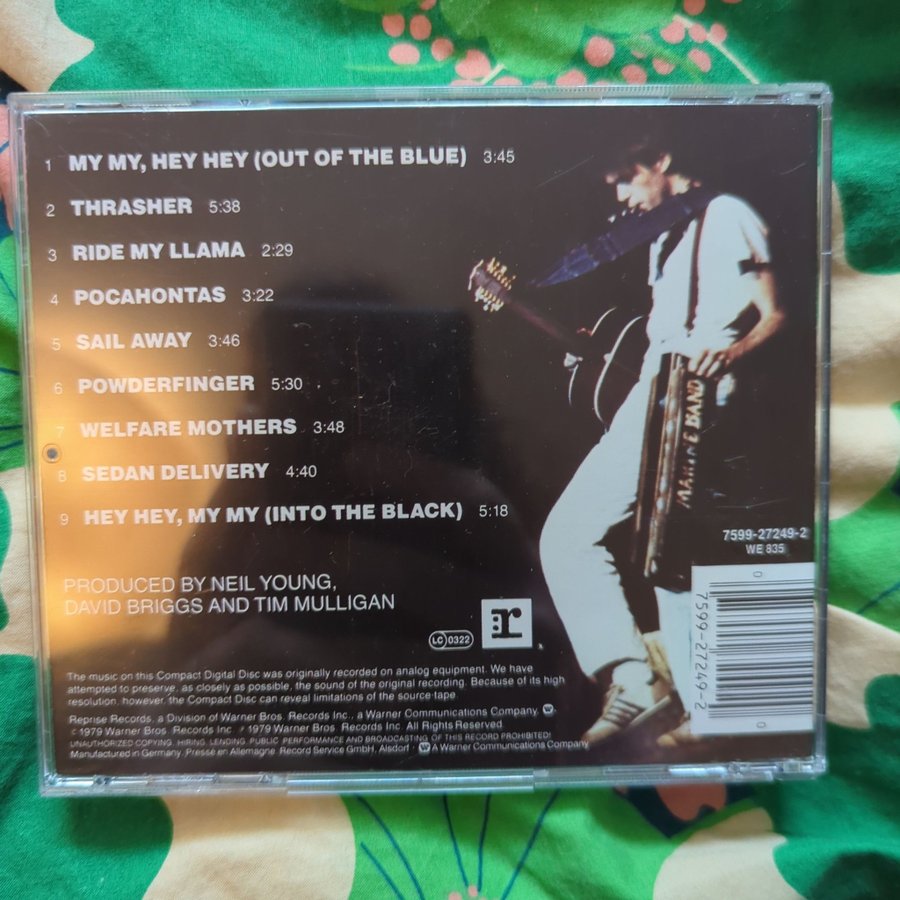 1 MY MY, HEY HEY (OUT OF THE BLUE) 3:45
2 THRASHER 5:38
3 RIDE MY LLAMA 2:29
4 POCAHONTAS 3:22
5 SAIL AWAY 3:46
6 POWDERFINGER 5:30
7 WELFARE MOTHERS 3:48
8 SEDAN DELIVERY 4:40
9 HEY HEY, MY MY (INTO THE BLACK) 5:18
BAND
7599-27249-2
WE 835
PRODUCED BY NEIL YOUNG,
DAVID BRIGGS AND TIM MULLIGAN
LC 0322
r
0
7599-27249-2
0
The music on this Compact Digital Disc was originally recorded on analog equipment. We have
attempted to preserve, as closely as possible, the sound of the original recording. Because of its high
resolution, however, the Compact Disc can reveal limitations of the source tape.
Reprise Records, a Division of Warner Bros. Records Inc., a Warner Communications Company.
© 1979 Warner Bros. Records Inc. ℗ 1979 Warner Bros. Records Inc. All Rights Reserved.
UNAUTHORIZED COPYING, HIRING, LENDING, PUBLIC PERFORMANCE AND BROADCASTING OF THIS RECORD PROHIBITED!
Manufactured in Germany. Presse en Allemagne. Record Service GmbH, Alsdorf · A Warner Communications Company